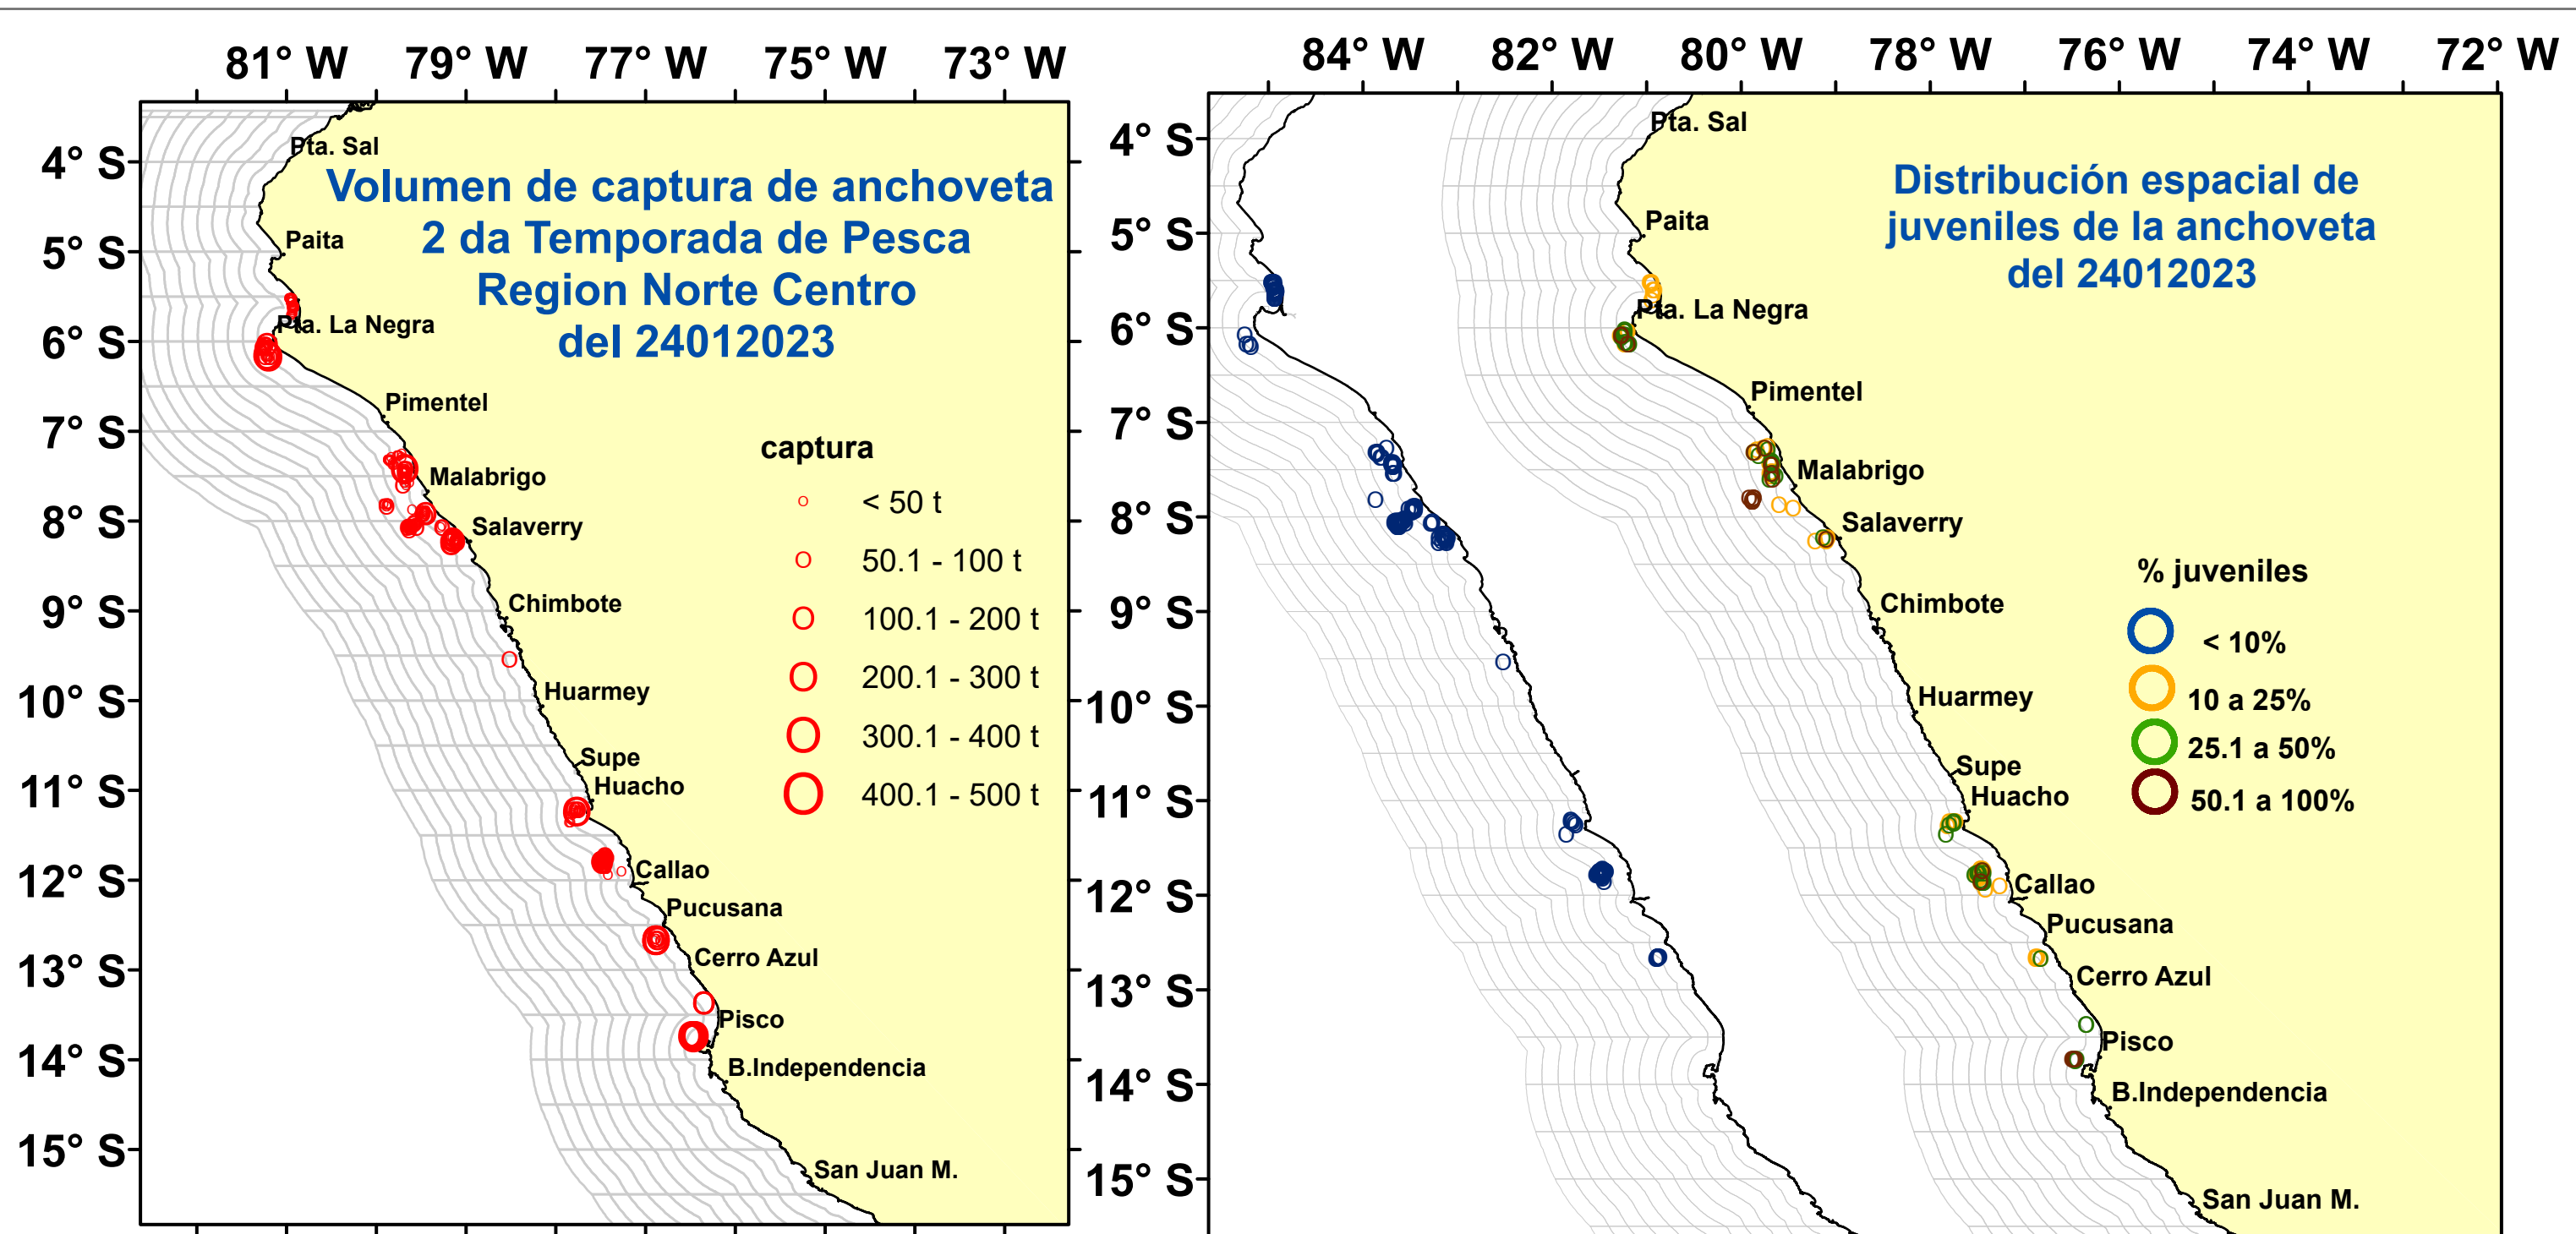 81° W 79° W 77° W 75° W 73° W
4° S
5° S
6° S
7° S
8° S
9° S
10° S
11° S
12° S
13° S
14° S
15° S
Volumen de captura de anchoveta
2 da Temporada de Pesca
Region Norte Centro
del 24012023
Pta. Sal
Paita
Pta. La Negra
Pimentel
Malabrigo
Salaverry
Chimbote
Huarmey
Supe
Huacho
Callao
Pucusana
Cerro Azul
Pisco
B.Independencia
San Juan M.
captura
< 50 t
50.1 - 100 t
100.1 - 200 t
200.1 - 300 t
300.1 - 400 t
400.1 - 500 t
84° W 82° W 80° W 78° W 76° W 74° W 72° W
4° S
5° S
6° S
7° S
8° S
9° S
10° S
11° S
12° S
13° S
14° S
15° S
Distribución espacial de
juveniles de la anchoveta
del 24012023
Pta. Sal
Paita
Pta. La Negra
Pimentel
Malabrigo
Salaverry
Chimbote
Huarmey
Supe
Huacho
Callao
Pucusana
Cerro Azul
Pisco
B.Independencia
San Juan M.
% juveniles
< 10%
10 a 25%
25.1 a 50%
50.1 a 100%